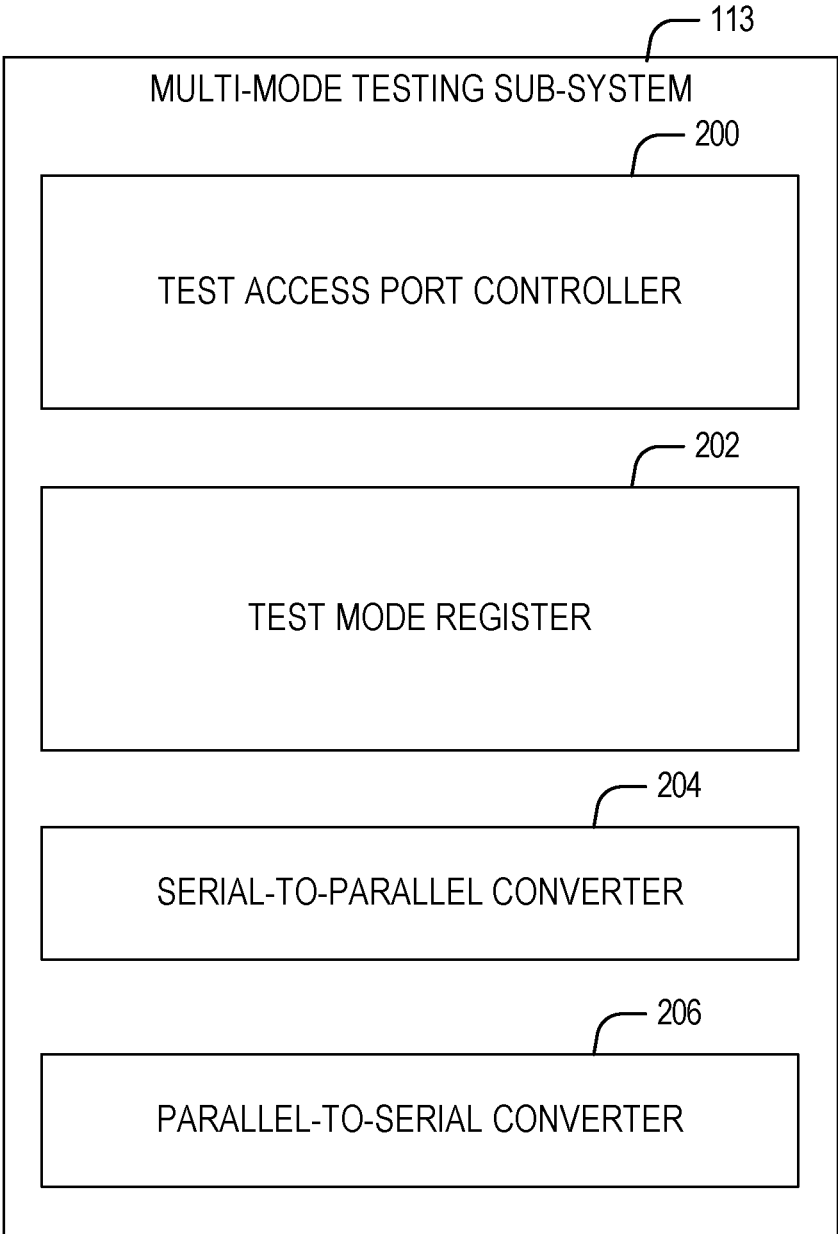 113
MULTI-MODE TESTING SUB-SYSTEM
200
TEST ACCESS PORT CONTROLLER
202
TEST MODE REGISTER
204
SERIAL-TO-PARALLEL CONVERTER
206
PARALLEL-TO-SERIAL CONVERTER